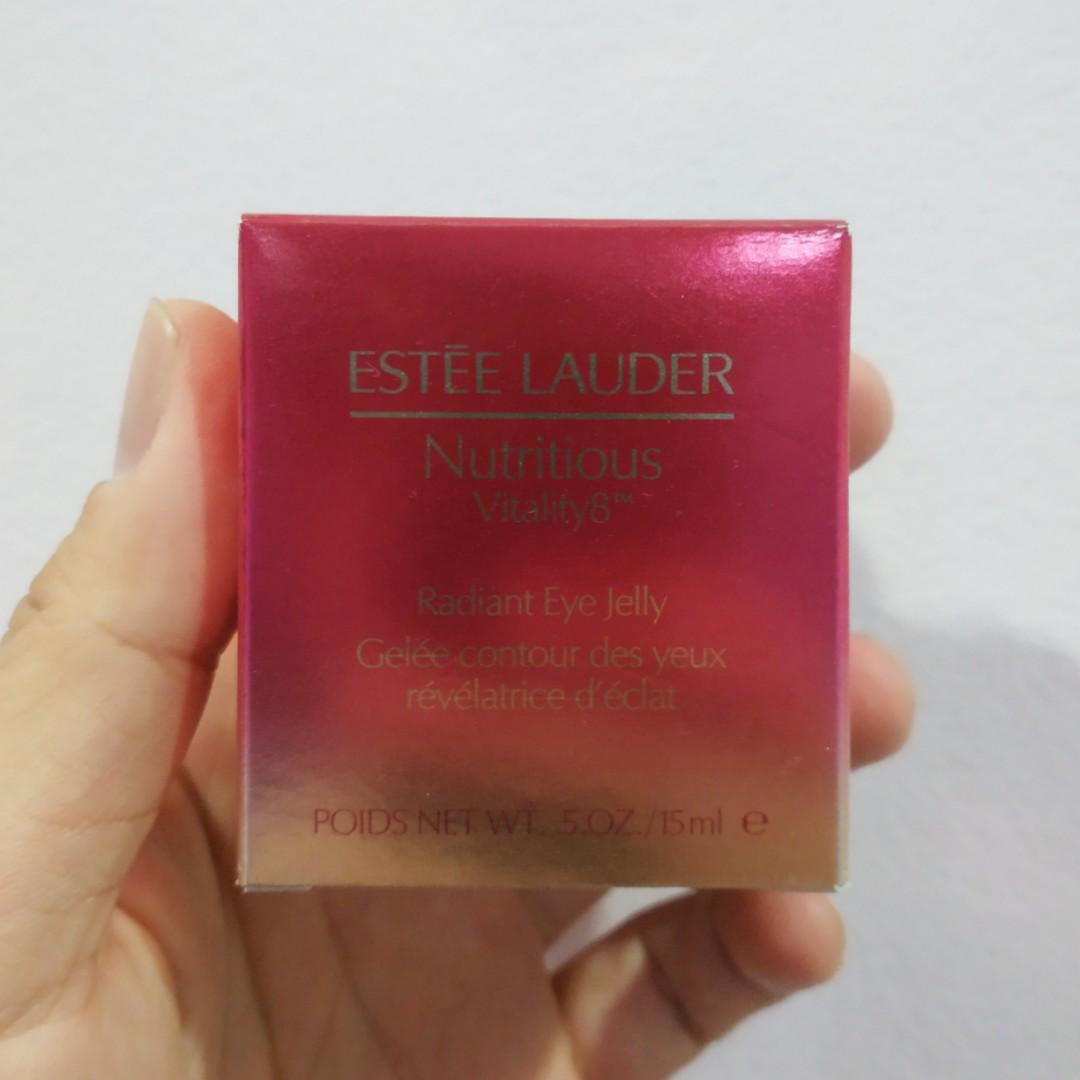 ESTĒE LAUDER
Nutritious
Vitality8™
Radiant Eye Jelly
Gelée contour des yeux
révélatrice d'éclat
POIDS NET WT. .5 OZ./15ml ℮